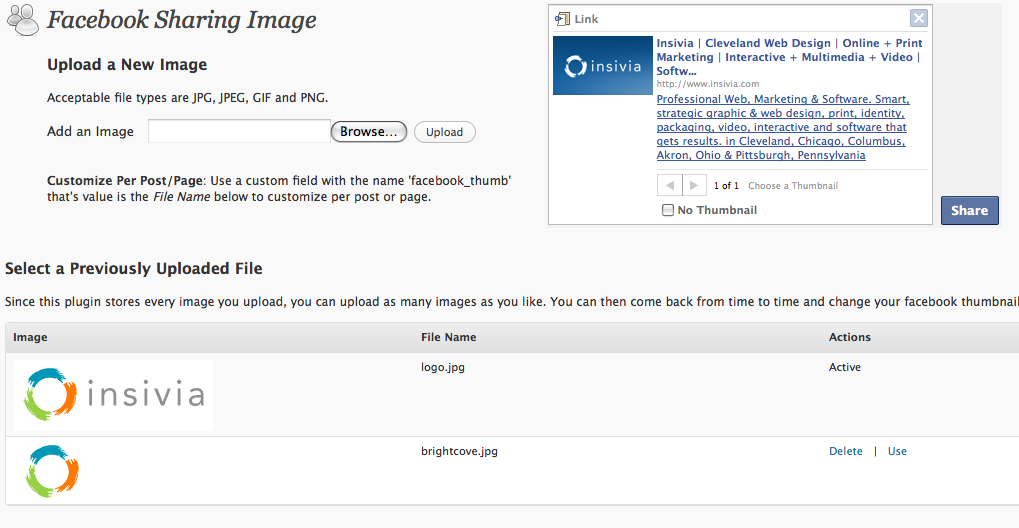 Facebook Sharing Image
Upload a New Image
Acceptable file types are JPG, JPEG, GIF and PNG.
Add an Image Browse... Upload
Customize Per Post/Page: Use a custom field with the name 'facebook_thumb'
that's value is the File Name below to customize per post or page.
Link
insivia
Insivia | Cleveland Web Design | Online + Print
Marketing | Interactive + Multimedia + Video |
Softw...
http://www.insivia.com
Professional Web, Marketing & Software. Smart,
strategic graphic & web design, print, identity,
packaging, video, interactive and software that
gets results. in Cleveland, Chicago, Columbus,
Akron, Ohio & Pittsburgh, Pennsylvania
1 of 1 Choose a Thumbnail
No Thumbnail
Share
Select a Previously Uploaded File
Since this plugin stores every image you upload, you can upload as many images as you like. You can then come back from time to time and change your facebook thumbnail
Image File Name Actions
insivia logo.jpg Active
brightcove.jpg Delete | Use